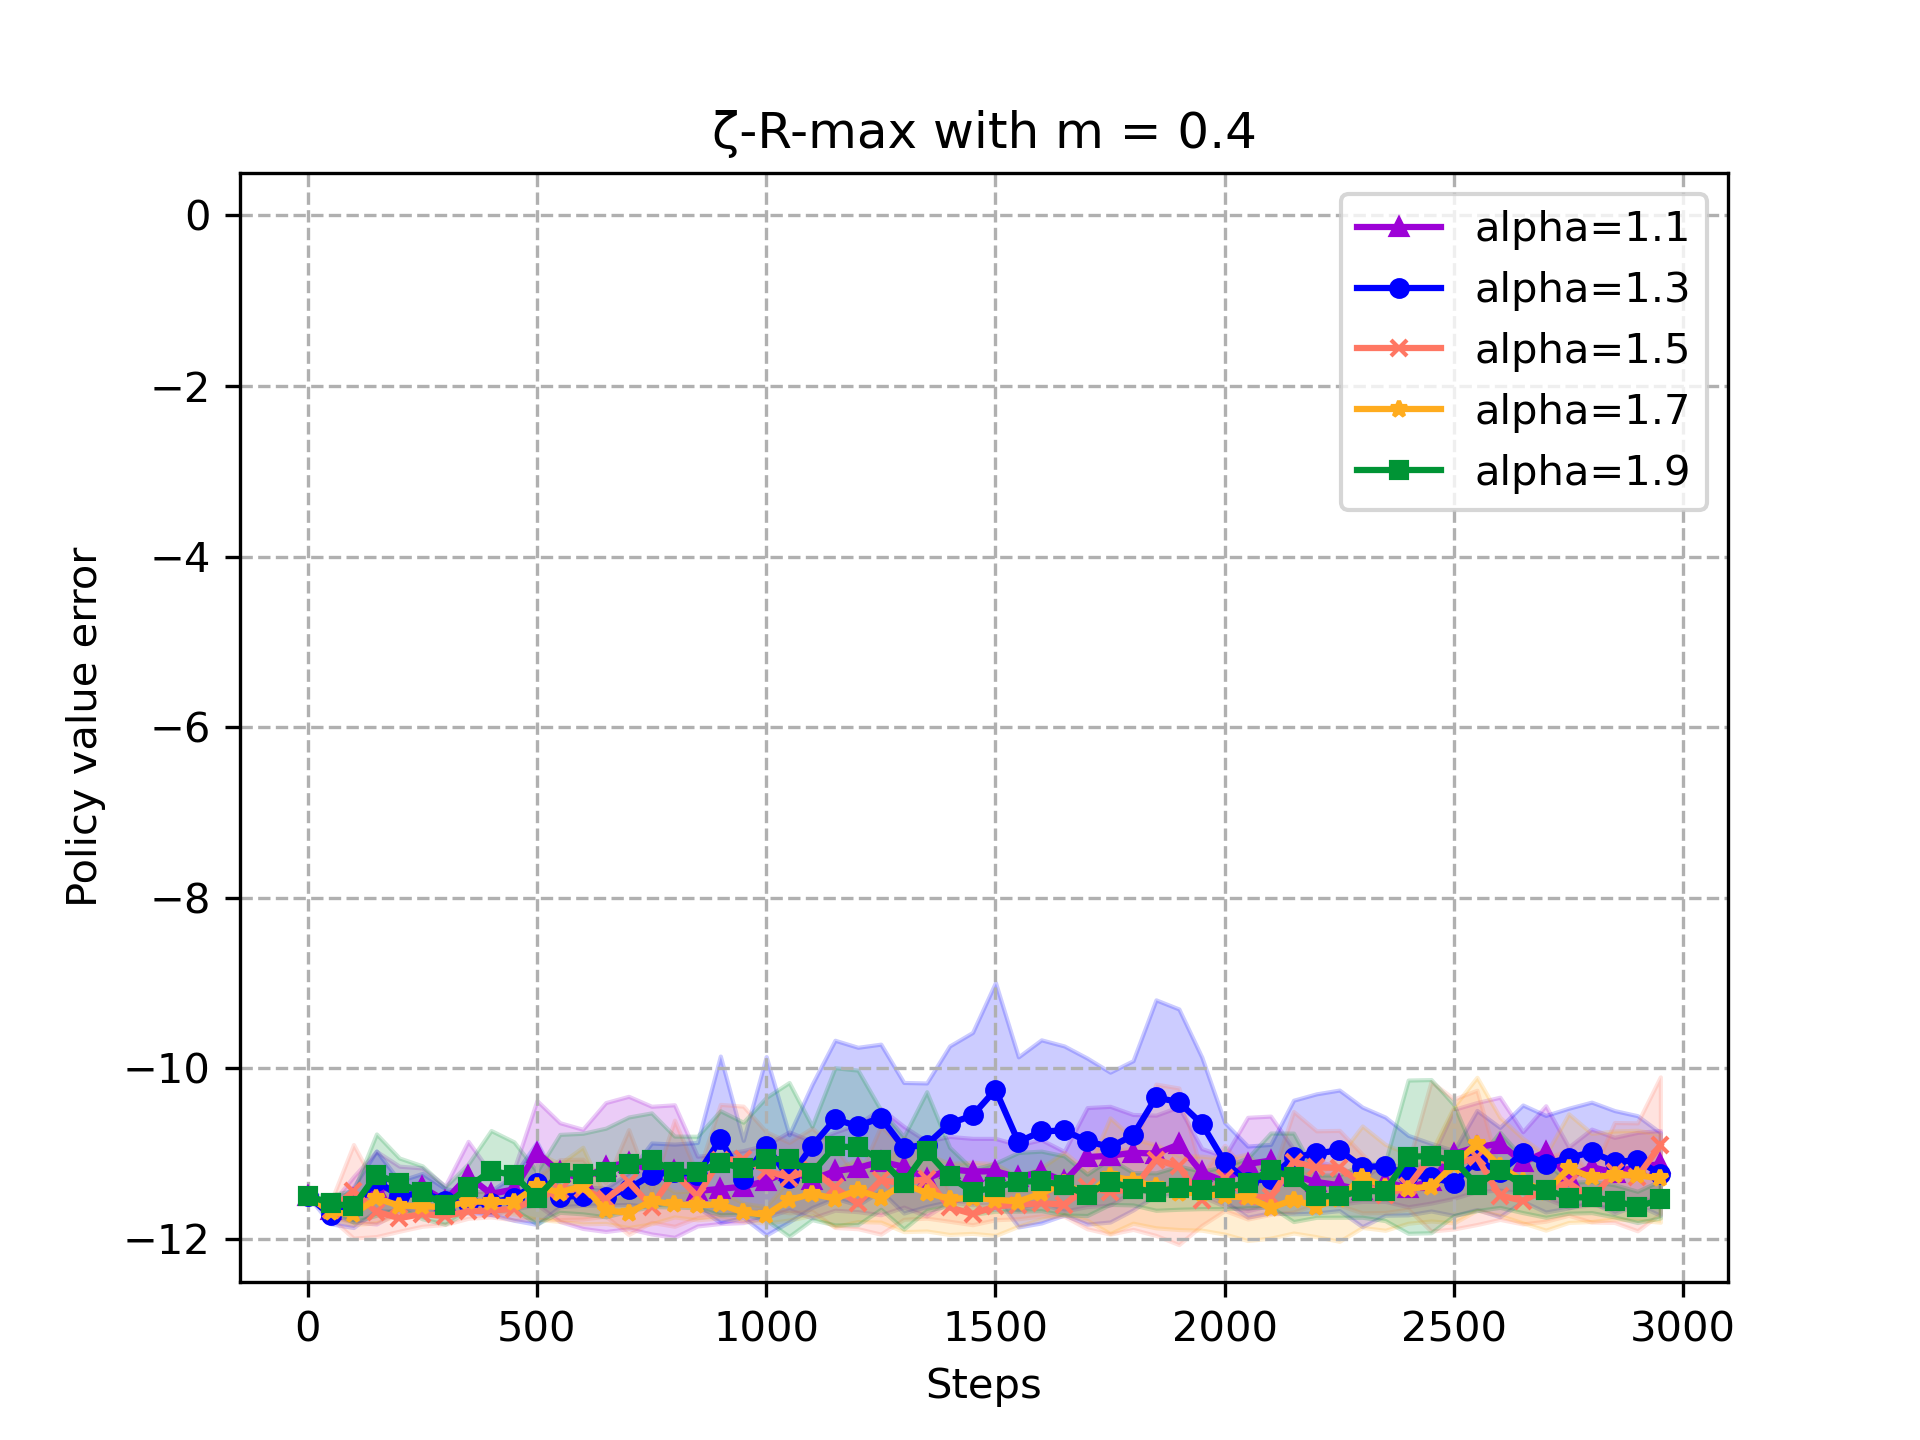 ζ-R-max with m = 0.4
0
−2
−4
−6
−8
−10
−12
Policy value error
alpha=1.1
alpha=1.3
alpha=1.5
alpha=1.7
alpha=1.9
0 500 1000 1500 2000 2500 3000
Steps